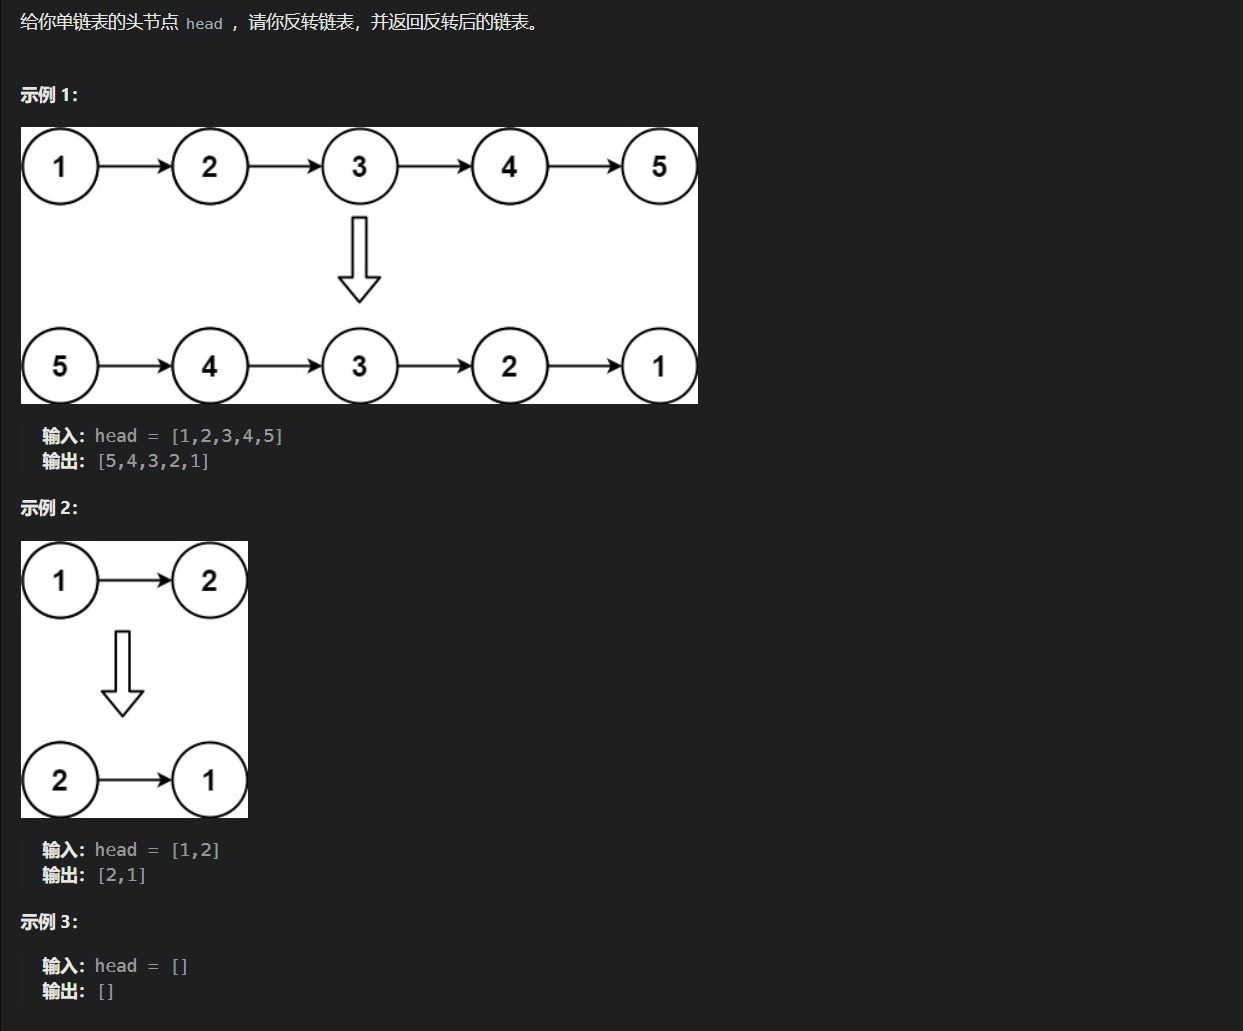 给你单链表的头节点 head ，请你反转链表，并返回反转后的链表。
示例 1：
1 2 3 4 5
5 4 3 2 1
输入：head = [1,2,3,4,5]
输出：[5,4,3,2,1]
示例 2：
1 2
2 1
输入：head = [1,2]
输出：[2,1]
示例 3：
输入：head = []
输出：[]